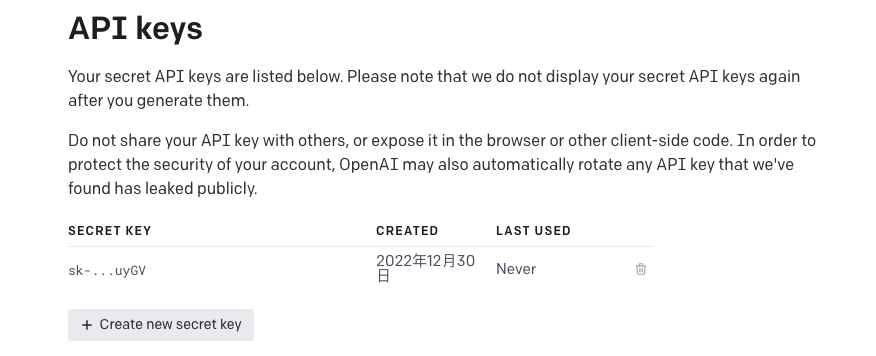 API keys
Your secret API keys are listed below. Please note that we do not display your secret API keys again
after you generate them.
Do not share your API key with others, or expose it in the browser or other client-side code. In order to
protect the security of your account, OpenAI may also automatically rotate any API key that we've
found has leaked publicly.
SECRET KEY CREATED LAST USED
sk-...uyGV 2022年12月30 Never
日
+ Create new secret key